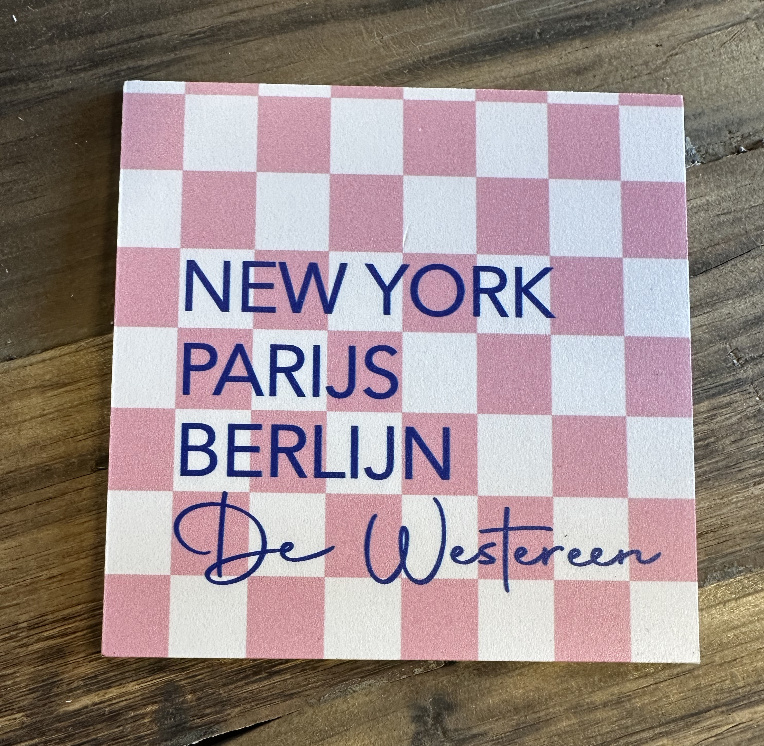 NEW YORK
PARIJS
BERLIJN
De Westereen